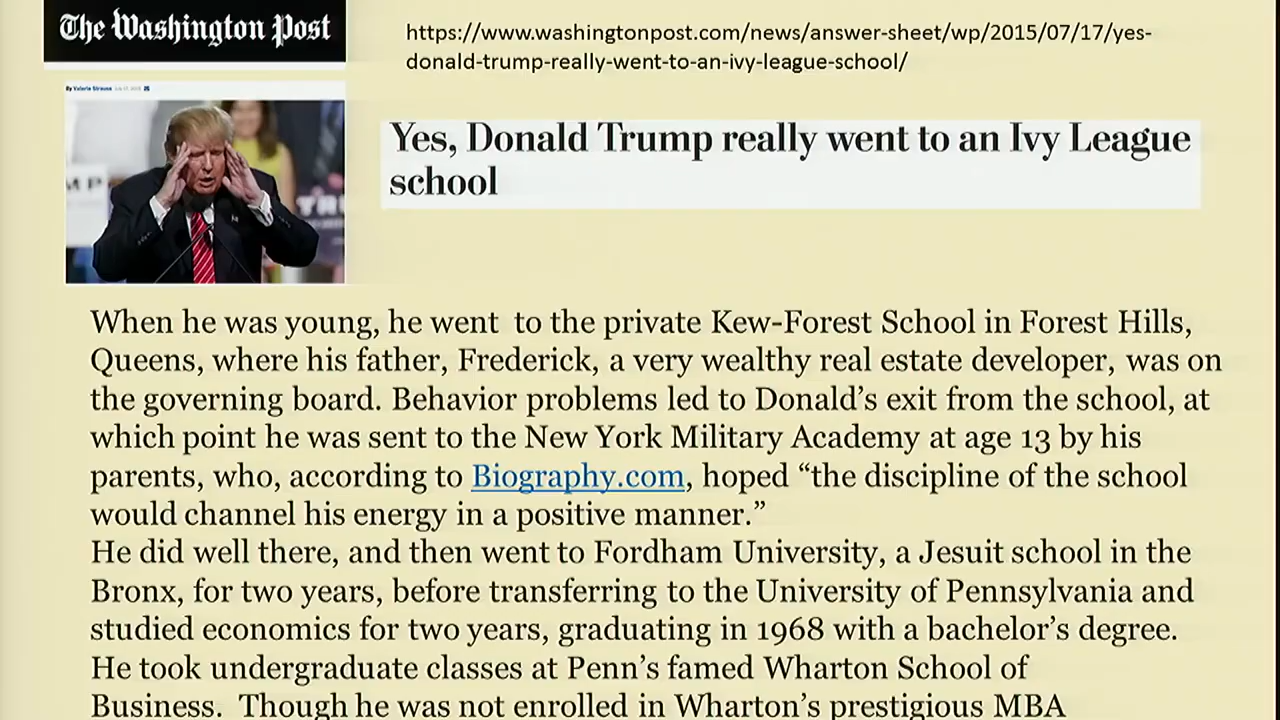 The Washington Post
https://www.washingtonpost.com/news/answer-sheet/wp/2015/07/17/yes-
donald-trump-really-went-to-an-ivy-league-school/
By Valerie Strauss
Yes, Donald Trump really went to an Ivy League
school
When he was young, he went to the private Kew-Forest School in Forest Hills,
Queens, where his father, Frederick, a very wealthy real estate developer, was on
the governing board. Behavior problems led to Donald’s exit from the school, at
which point he was sent to the New York Military Academy at age 13 by his
parents, who, according to Biography.com, hoped “the discipline of the school
would channel his energy in a positive manner.”
He did well there, and then went to Fordham University, a Jesuit school in the
Bronx, for two years, before transferring to the University of Pennsylvania and
studied economics for two years, graduating in 1968 with a bachelor’s degree.
He took undergraduate classes at Penn’s famed Wharton School of
Business. Though he was not enrolled in Wharton’s prestigious MBA